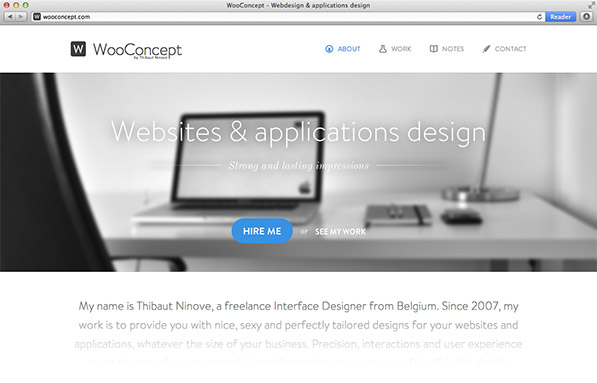 WooConcept – Webdesign & applications design
wooconcept.com
Reader
W WooConcept
by Thibaut Ninove
ABOUT
WORK
NOTES
CONTACT
Websites & applications design
Strong and lasting impressions
HIRE ME or SEE MY WORK
My name is Thibaut Ninove, a freelance Interface Designer from Belgium. Since 2007, my
work is to provide you with nice, sexy and perfectly tailored designs for your websites and
applications, whatever the size of your business. Precision, interactions and user experience